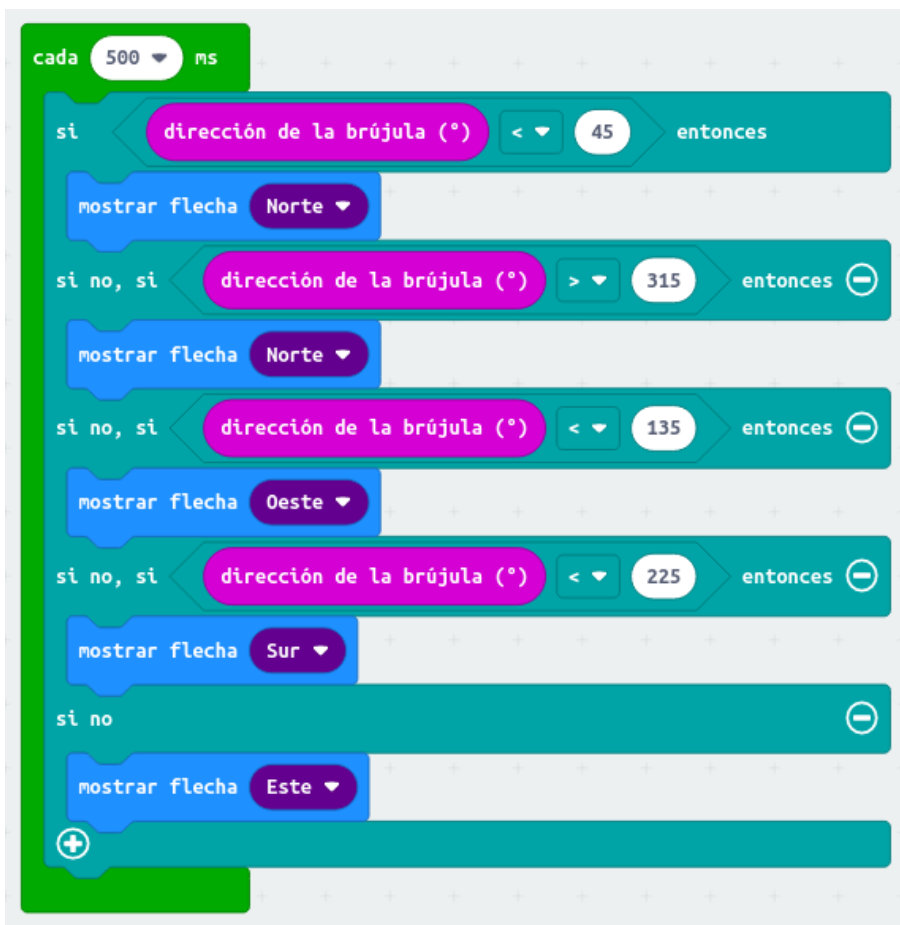 cada 500 ms
si dirección de la brújula (°) < 45 entonces
mostrar flecha Norte
si no, si dirección de la brújula (°) > 315 entonces
mostrar flecha Norte
si no, si dirección de la brújula (°) < 135 entonces
mostrar flecha Oeste
si no, si dirección de la brújula (°) < 225 entonces
mostrar flecha Sur
si no
mostrar flecha Este